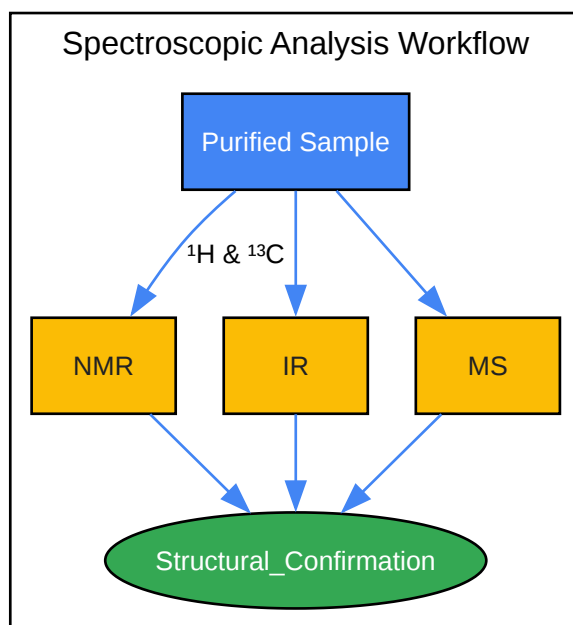 Spectroscopic Analysis Workflow
Purified Sample
¹H & ¹³C
NMR
IR
MS
Structural_Confirmation